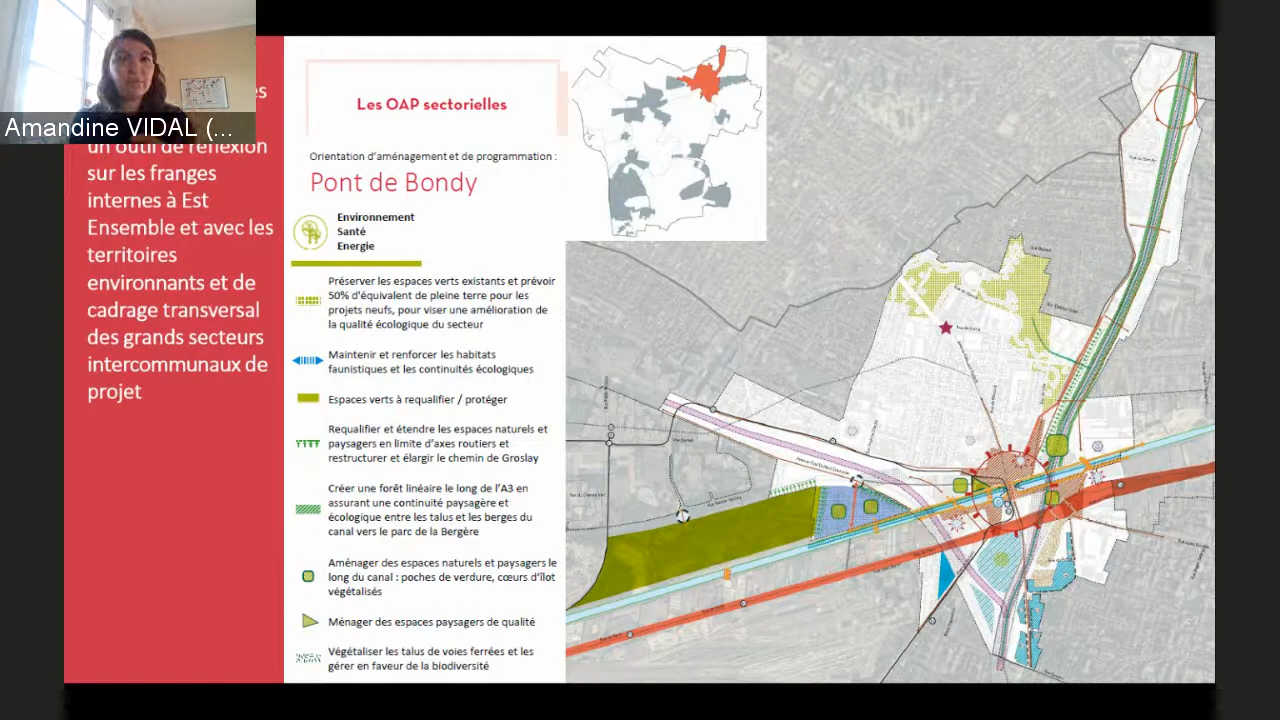 Amandine VIDAL (...
es
un outil de réflexion
sur les franges
internes à Est
Ensemble et avec les
territoires
environnants et de
cadrage transversal
des grands secteurs
intercommunaux de
projet
Les OAP sectorielles
Orientation d'aménagement et de programmation :
Pont de Bondy
Environnement
Santé
Energie
Préserver les espaces verts existants et prévoir
50% d'équivalent de pleine terre pour les
projets neufs, pour viser une amélioration de
la qualité écologique du secteur
Maintenir et renforcer les habitats
faunistiques et les continuités écologiques
Espaces verts à requalifier / protéger
Requalifier et étendre les espaces naturels et
paysagers en limite d'axes routiers et
restructurer et élargir le chemin de Groslay
Créer une forêt linéaire le long de l'A3 en
assurant une continuité paysagère et
écologique entre les talus et les berges du
canal vers le parc de la Bergère
Aménager des espaces naturels et paysagers le
long du canal : poches de verdure, cœurs d'îlot
végétalisés
Ménager des espaces paysagers de qualité
Végétaliser les talus de voies ferrées et les
gérer en faveur de la biodiversité